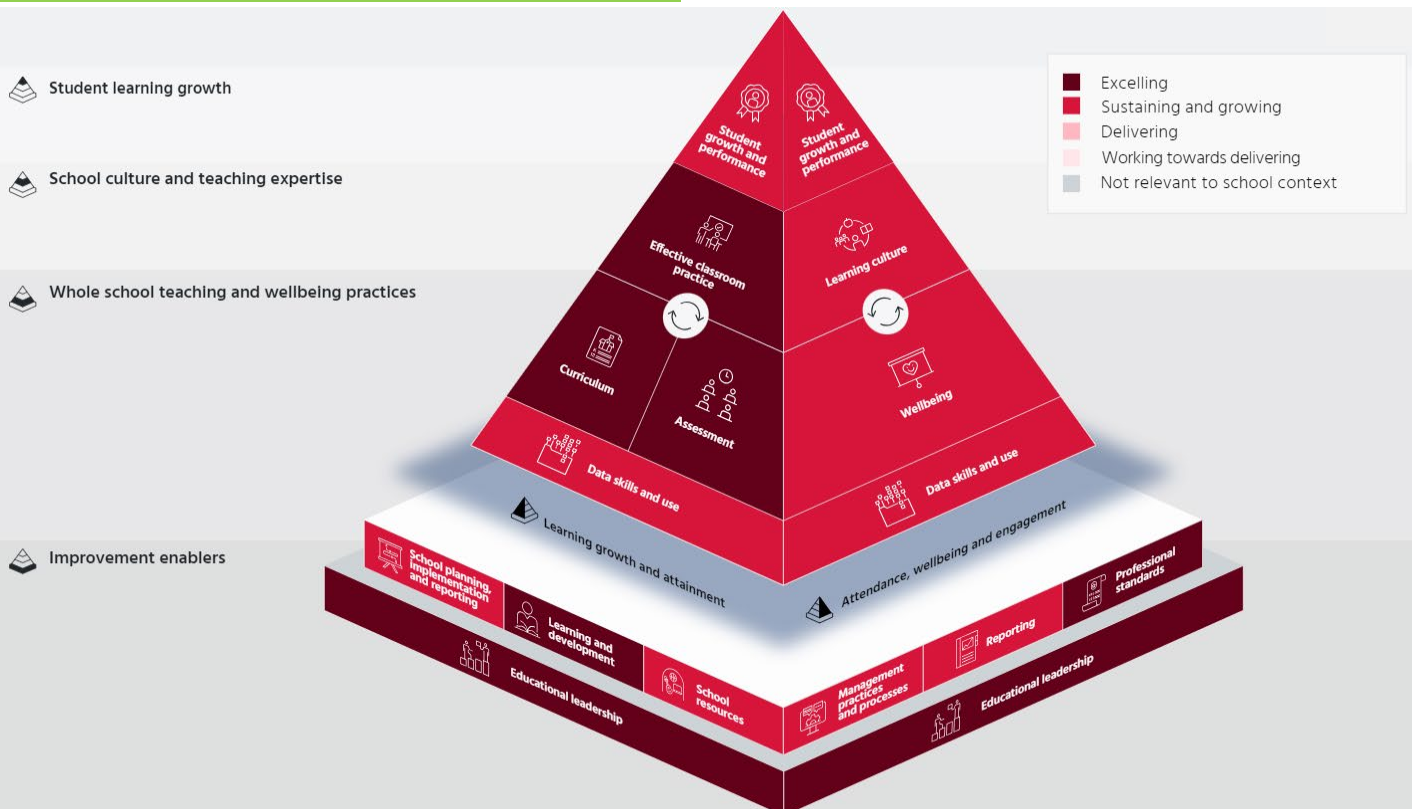 Student learning growth
School culture and teaching expertise
Whole school teaching and wellbeing practices
Improvement enablers
Excelling
Sustaining and growing
Delivering
Working towards delivering
Not relevant to school context
Student
growth and
performance
Student
growth and
performance
Effective classroom
practice
Learning culture
Curriculum
Assessment
Wellbeing
Data skills and use
Data skills and use
Learning growth and attainment
Attendance, wellbeing and engagement
School planning,
implementation
and reporting
Learning and
development
School
resources
Management
practices
and processes
Reporting
Professional
standards
Educational leadership
Educational leadership